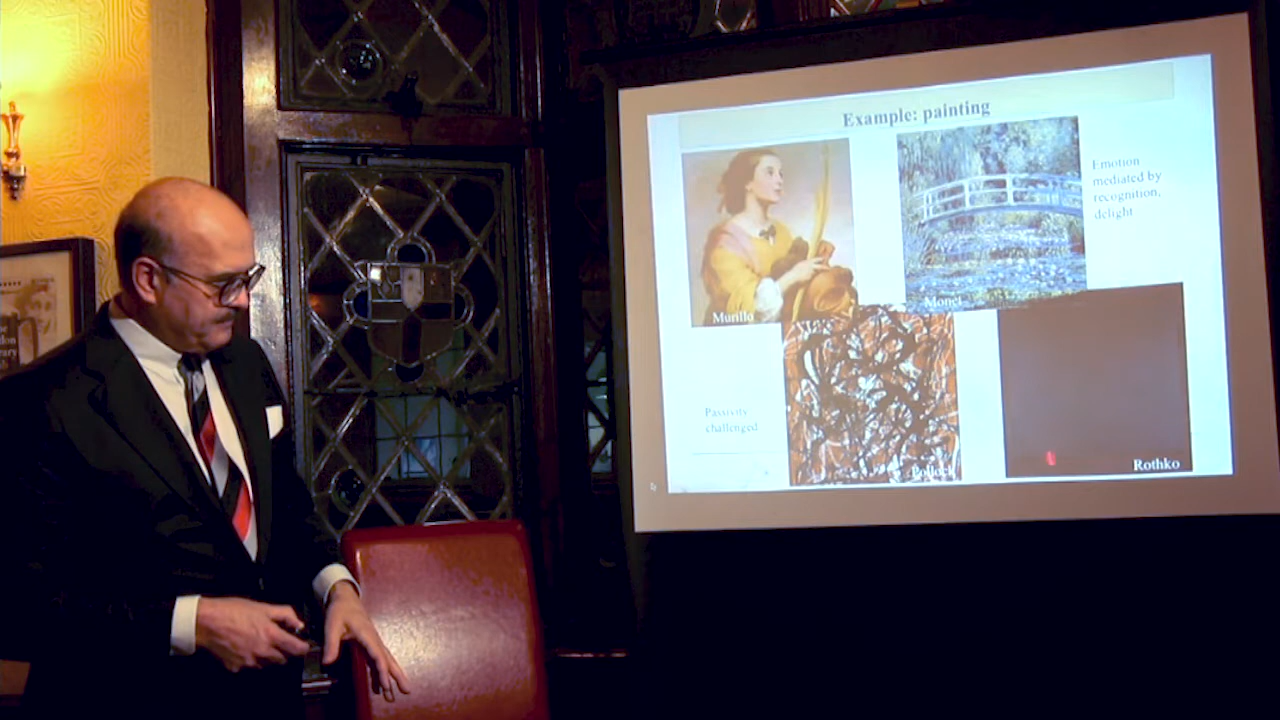 Example: painting
Emotion
mediated by
recognition,
delight
Murillo
Monet
Passivity
challenged
Pollock
Rothko